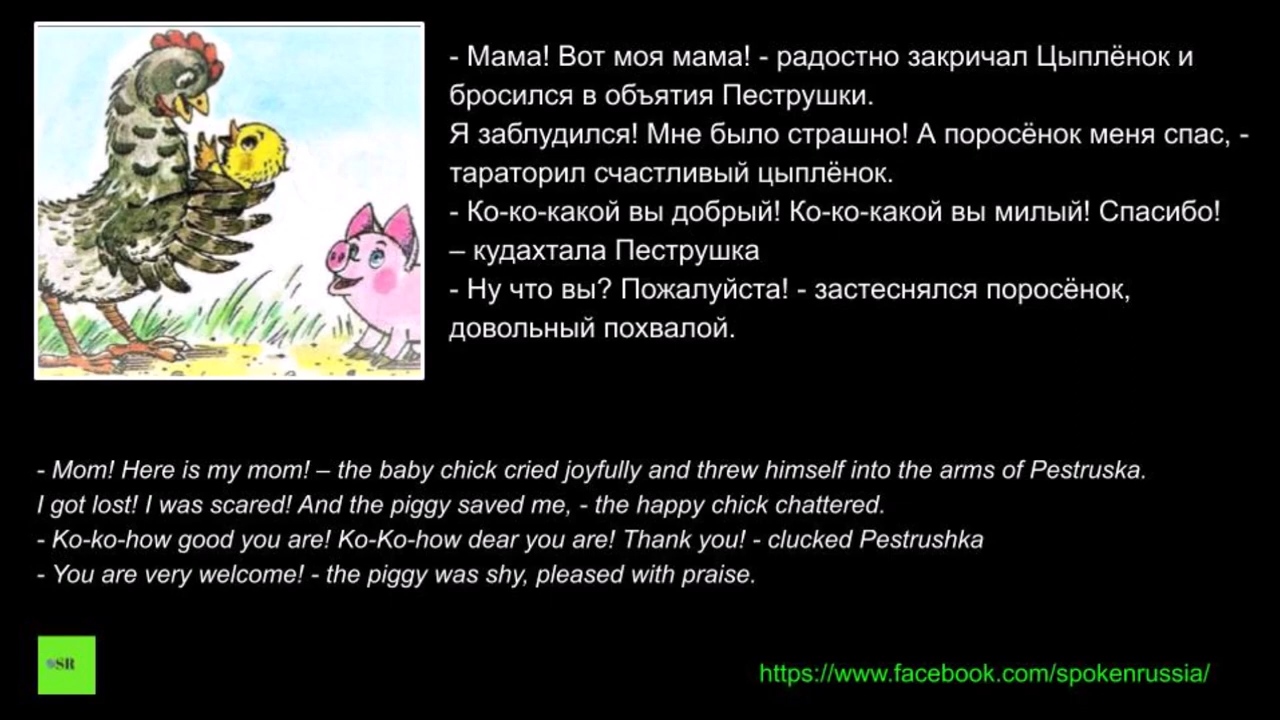 - Мама! Вот моя мама! - радостно закричал Цыплёнок и
бросился в объятия Пеструшки.
Я заблудился! Мне было страшно! А поросёнок меня спас, -
тараторил счастливый цыплёнок.
- Ко-ко-какой вы добрый! Ко-ко-какой вы милый! Спасибо!
– кудахтала Пеструшка
- Ну что вы? Пожалуйста! - застеснялся поросёнок,
довольный похвалой.
- Mom! Here is my mom! – the baby chick cried joyfully and threw himself into the arms of Pestruska.
I got lost! I was scared! And the piggy saved me, - the happy chick chattered.
- Ko-ko-how good you are! Ko-Ko-how dear you are! Thank you! - clucked Pestrushka
- You are very welcome! - the piggy was shy, pleased with praise.
SR
https://www.facebook.com/spokenrussia/